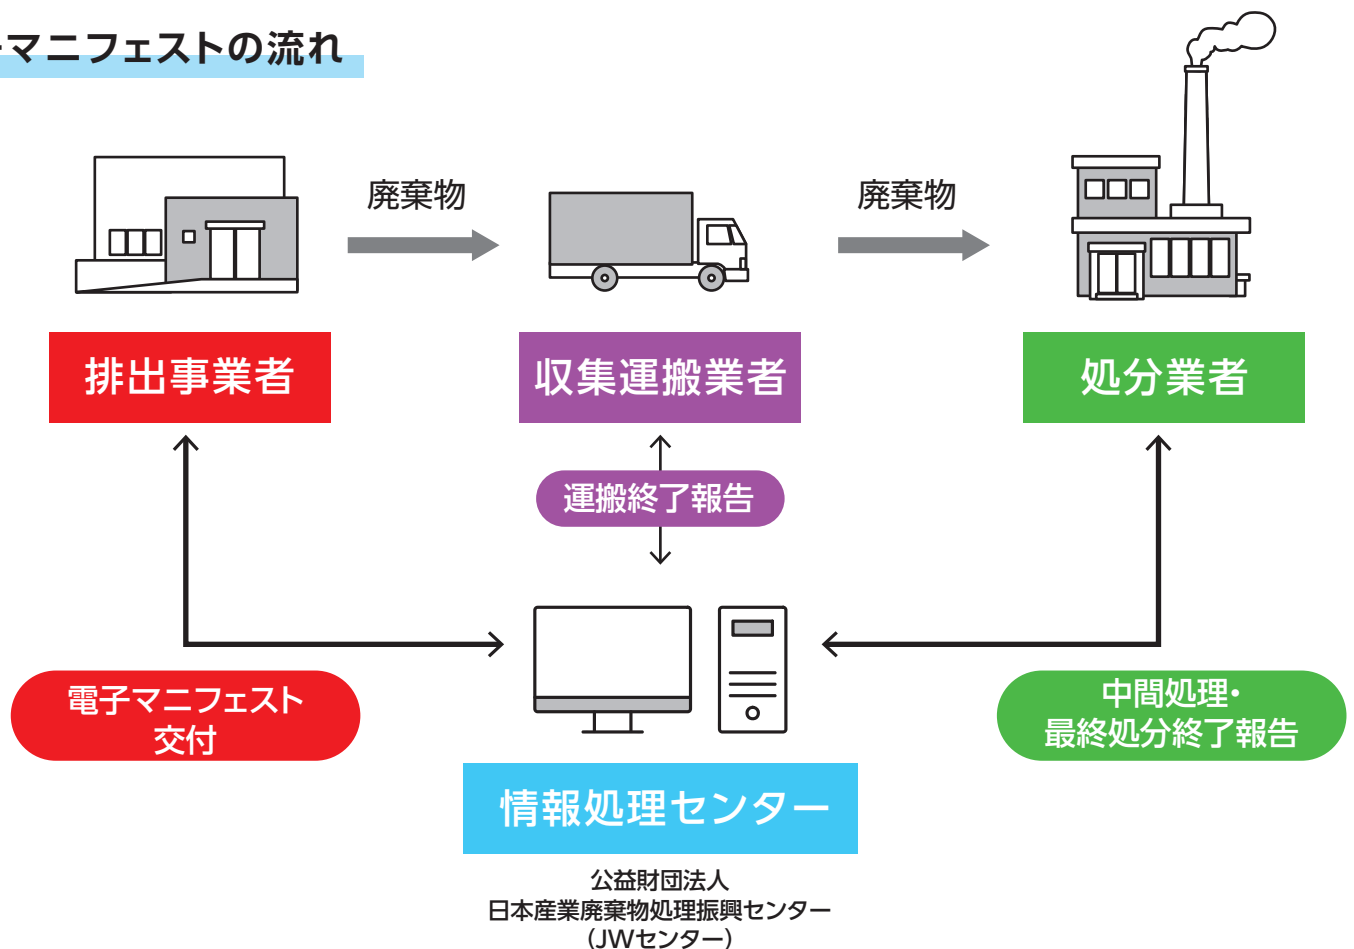 マニフェストの流れ
廃棄物
廃棄物
排出事業者
収集運搬業者
処分業者
運搬終了報告
電子マニフェスト
交付
中間処理・
最終処分終了報告
情報処理センター
公益財団法人
日本産業廃棄物処理振興センター
(JWセンター)